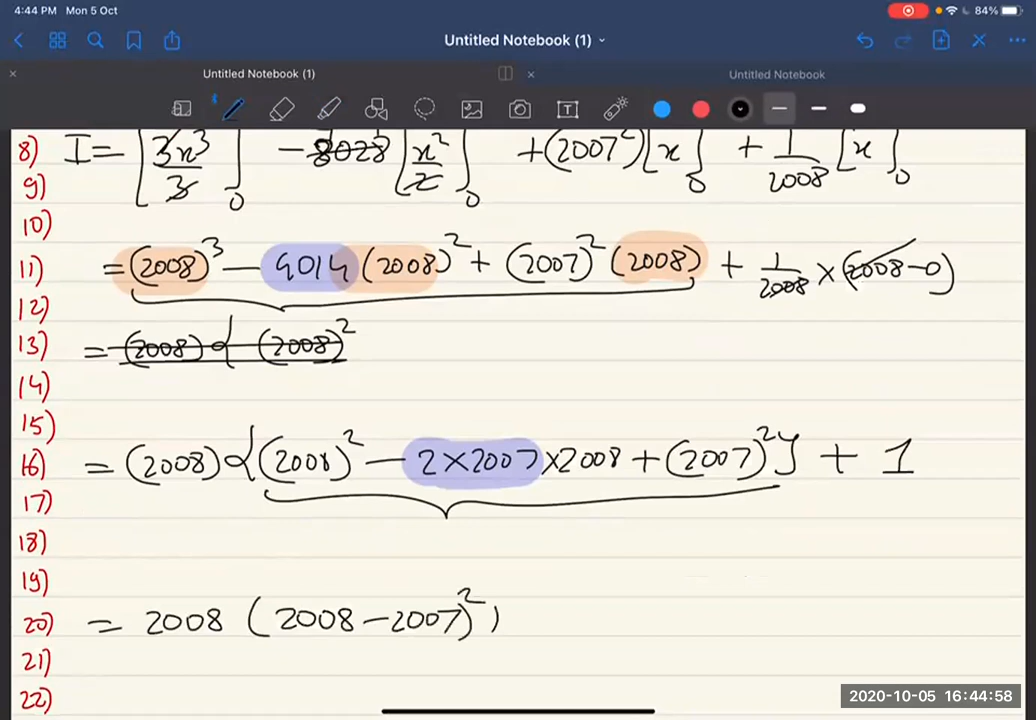 4:44 PM Mon 5 Oct 84%
Untitled Notebook (1)
Untitled Notebook (1) Untitled Notebook
8) I = [3x³/3]₀ - 8028 [x²/2]₀ + (2007²) [x]₀ + 1/2008 [x]₀
9)
10)
11) = (2008)³ - 4014 (2008)² + (2007)² (2008) + 1/2008 × (2008-0)
12)
13) = (2008) { (2008)²
14)
15)
16) = (2008) { (2008)² - 2×2007×2008 + (2007)² } + 1
17)
18)
19)
20) = 2008 (2008-2007)² )
21)
22)
2020-10-05 16:44:58